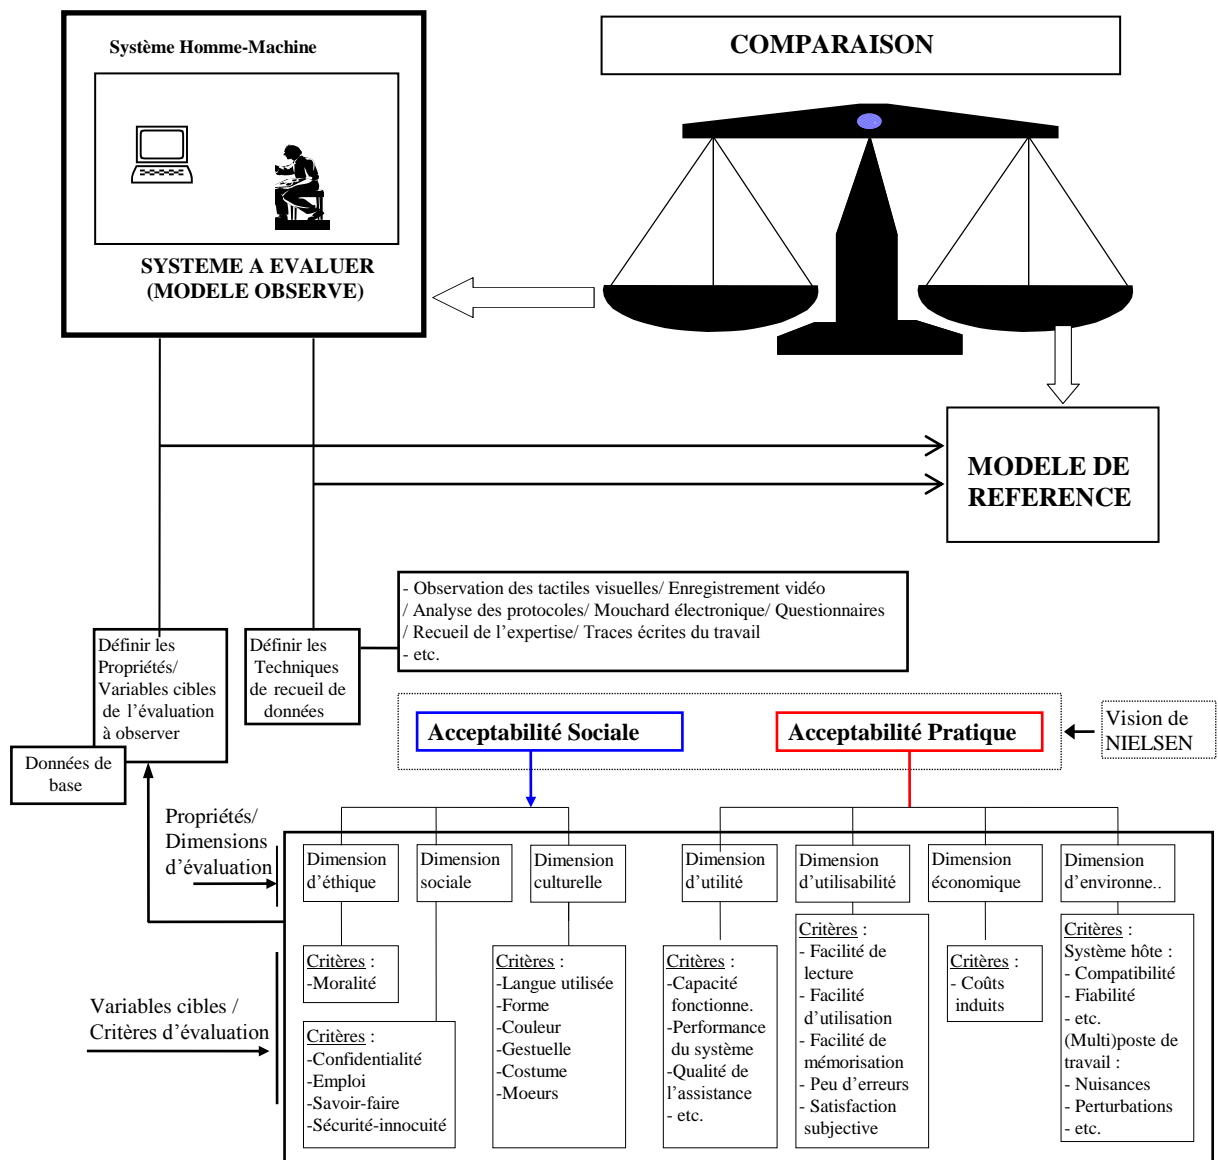 Système Homme-Machine
SYSTEME A EVALUER
(MODELE OBSERVE)
COMPARAISON
MODELE DE
REFERENCE
- Observation des tactiles visuelles/ Enregistrement vidéo
/ Analyse des protocoles/ Mouchard électronique/ Questionnaires
/ Recueil de l’expertise/ Traces écrites du travail
- etc.
Définir les
Propriétés/
Variables cibles
de l’évaluation
à observer
Définir les
Techniques
de recueil de
données
Données de
base
Acceptabilité Sociale
Acceptabilité Pratique
Vision de
NIELSEN
Propriétés/
Dimensions
d’évaluation
Dimension
d’éthique
Dimension
sociale
Dimension
culturelle
Dimension
d’utilité
Dimension
d’utilisabilité
Dimension
économique
Dimension
d’environne..
Variables cibles /
Critères d’évaluation
Critères :
-Moralité
Critères :
-Confidentialité
-Emploi
-Savoir-faire
-Sécurité-innocuité
Critères :
-Langue utilisée
-Forme
-Couleur
-Gestuelle
-Costume
-Moeurs
Critères :
-Capacité
fonctionne.
-Performance
du système
-Qualité de
l’assistance
- etc.
Critères :
- Facilité de
lecture
- Facilité
d’utilisation
- Facilité de
mémorisation
- Peu d’erreurs
- Satisfaction
subjective
Critères :
- Coûts
induits
Critères :
Système hôte :
- Compatibilité
- Fiabilité
- etc.
(Multi)poste de
travail :
- Nuisances
- Perturbations
- etc.